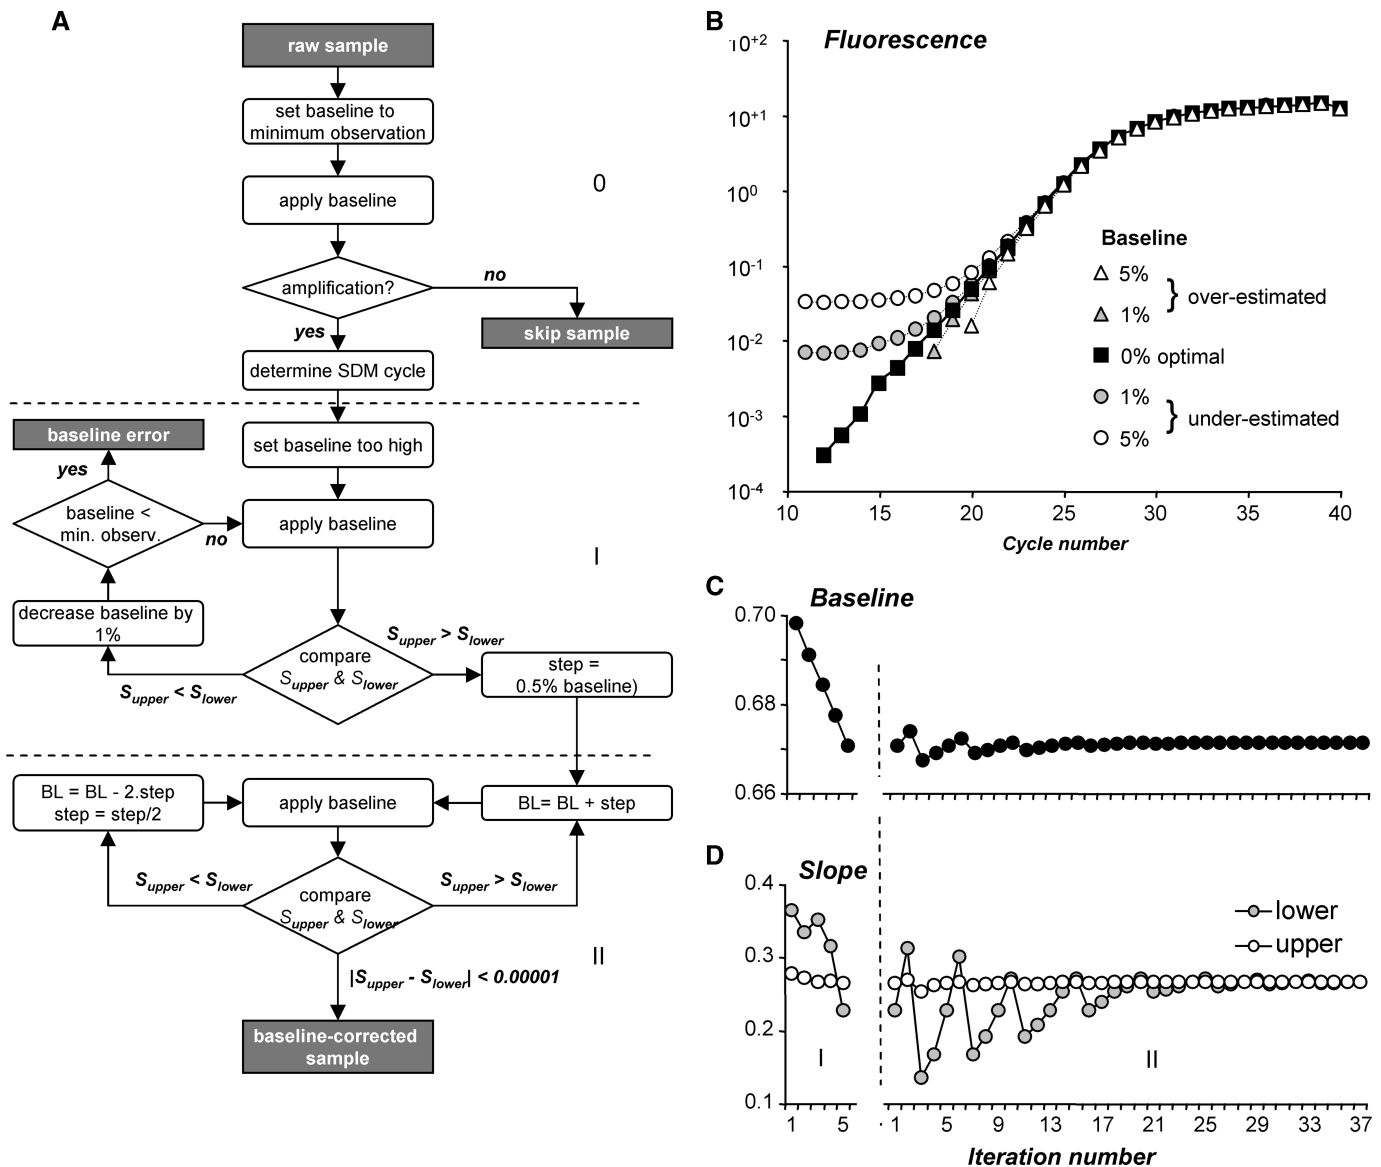 A
raw sample
set baseline to
minimum observation
apply baseline
0
amplification?
no
yes
skip sample
determine SDM cycle
baseline error
set baseline too high
yes
baseline <
min. observ.
no
apply baseline
I
decrease baseline by
1%
compare
Supper & Slower
Supper > Slower
Supper < Slower
step =
0.5% baseline)
BL = BL - 2.step
step = step/2
apply baseline
BL= BL + step
Supper < Slower
compare
Supper & Slower
Supper > Slower
II
|Supper - Slower| < 0.00001
baseline-corrected
sample
B
Fluorescence
10+2
10+1
100
10-1
10-2
10-3
10-4
10 15 20 25 30 35 40
Cycle number
Baseline
5%
1%
over-estimated
0% optimal
1%
5%
under-estimated
C
Baseline
0.70
0.68
0.66
D
Slope
0.4
0.3
0.2
0.1
lower
upper
I
II
1 5 1 5 9 13 17 21 25 29 33 37
Iteration number